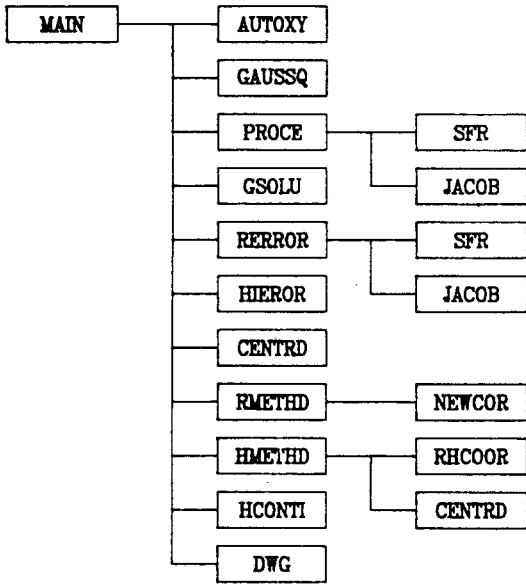 MAIN
AUTOXY
GAUSSQ
PROCE
SFR
GSOLU
JACOB
RERROR
SFR
HIEROR
JACOB
CENTRD
RMETHD
NEWCOR
HMETHD
RHCOOR
HCONTI
CENTRD
DWG